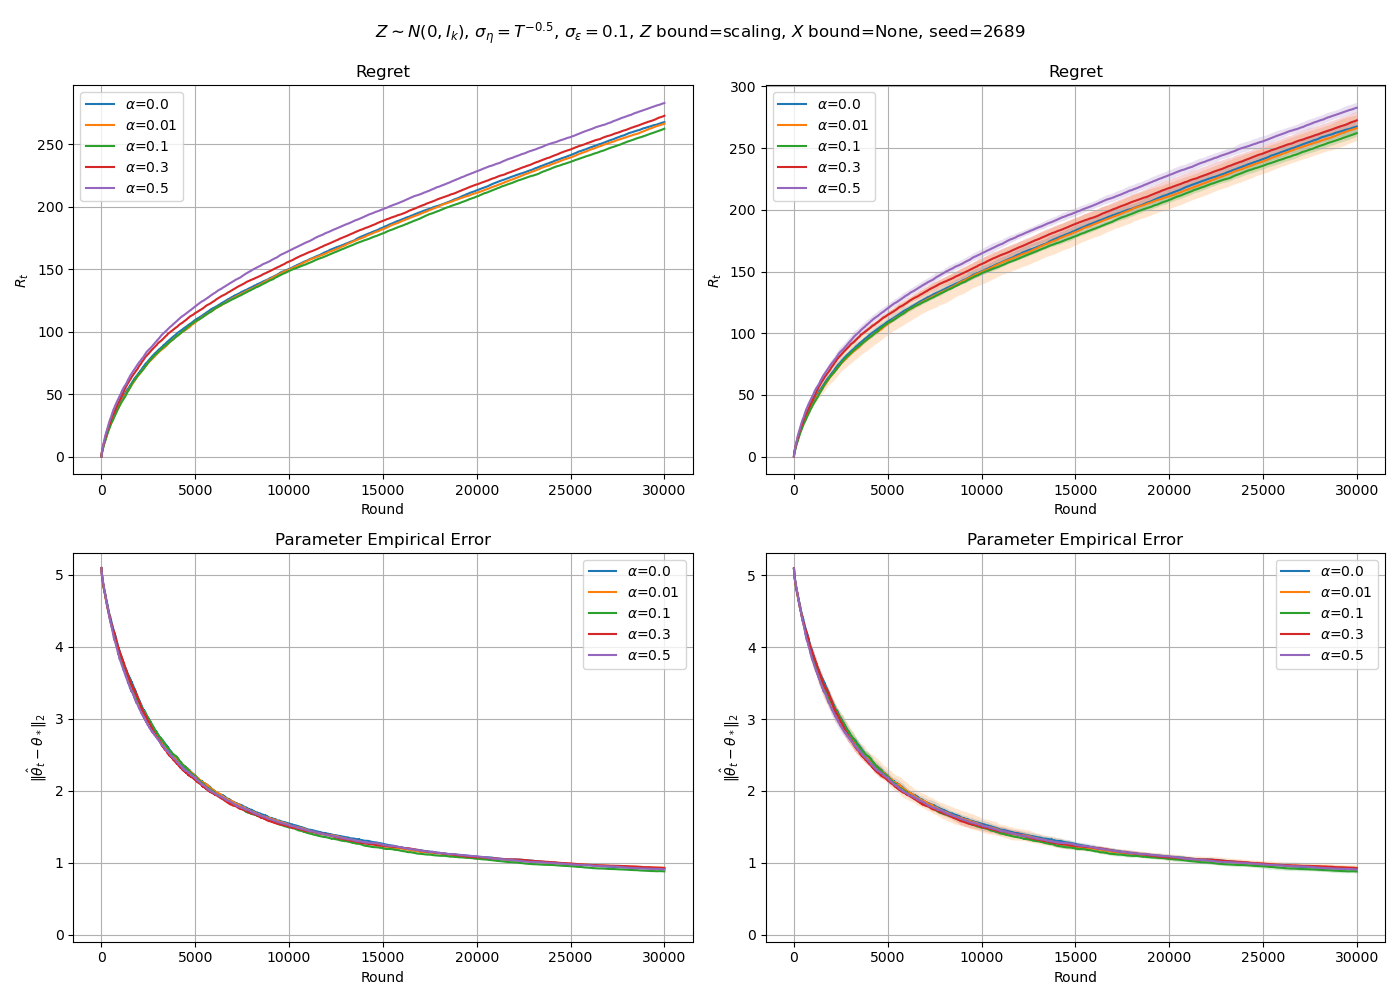 Z ∼ N(0, I_k), σ_η = T^{−0.5}, σ_ε = 0.1, Z bound=scaling, X bound=None, seed=2689
Regret
R_t
250
200
150
100
50
0
α=0.0
α=0.01
α=0.1
α=0.3
α=0.5
0 5000 10000 15000 20000 25000 30000
Round
Regret
R_t
300
250
200
150
100
50
0
α=0.0
α=0.01
α=0.1
α=0.3
α=0.5
0 5000 10000 15000 20000 25000 30000
Round
Parameter Empirical Error
‖θ̂_t − θ_*‖_2
5
4
3
2
1
0
α=0.0
α=0.01
α=0.1
α=0.3
α=0.5
0 5000 10000 15000 20000 25000 30000
Round
Parameter Empirical Error
‖θ̂_t − θ_*‖_2
5
4
3
2
1
0
α=0.0
α=0.01
α=0.1
α=0.3
α=0.5
0 5000 10000 15000 20000 25000 30000
Round